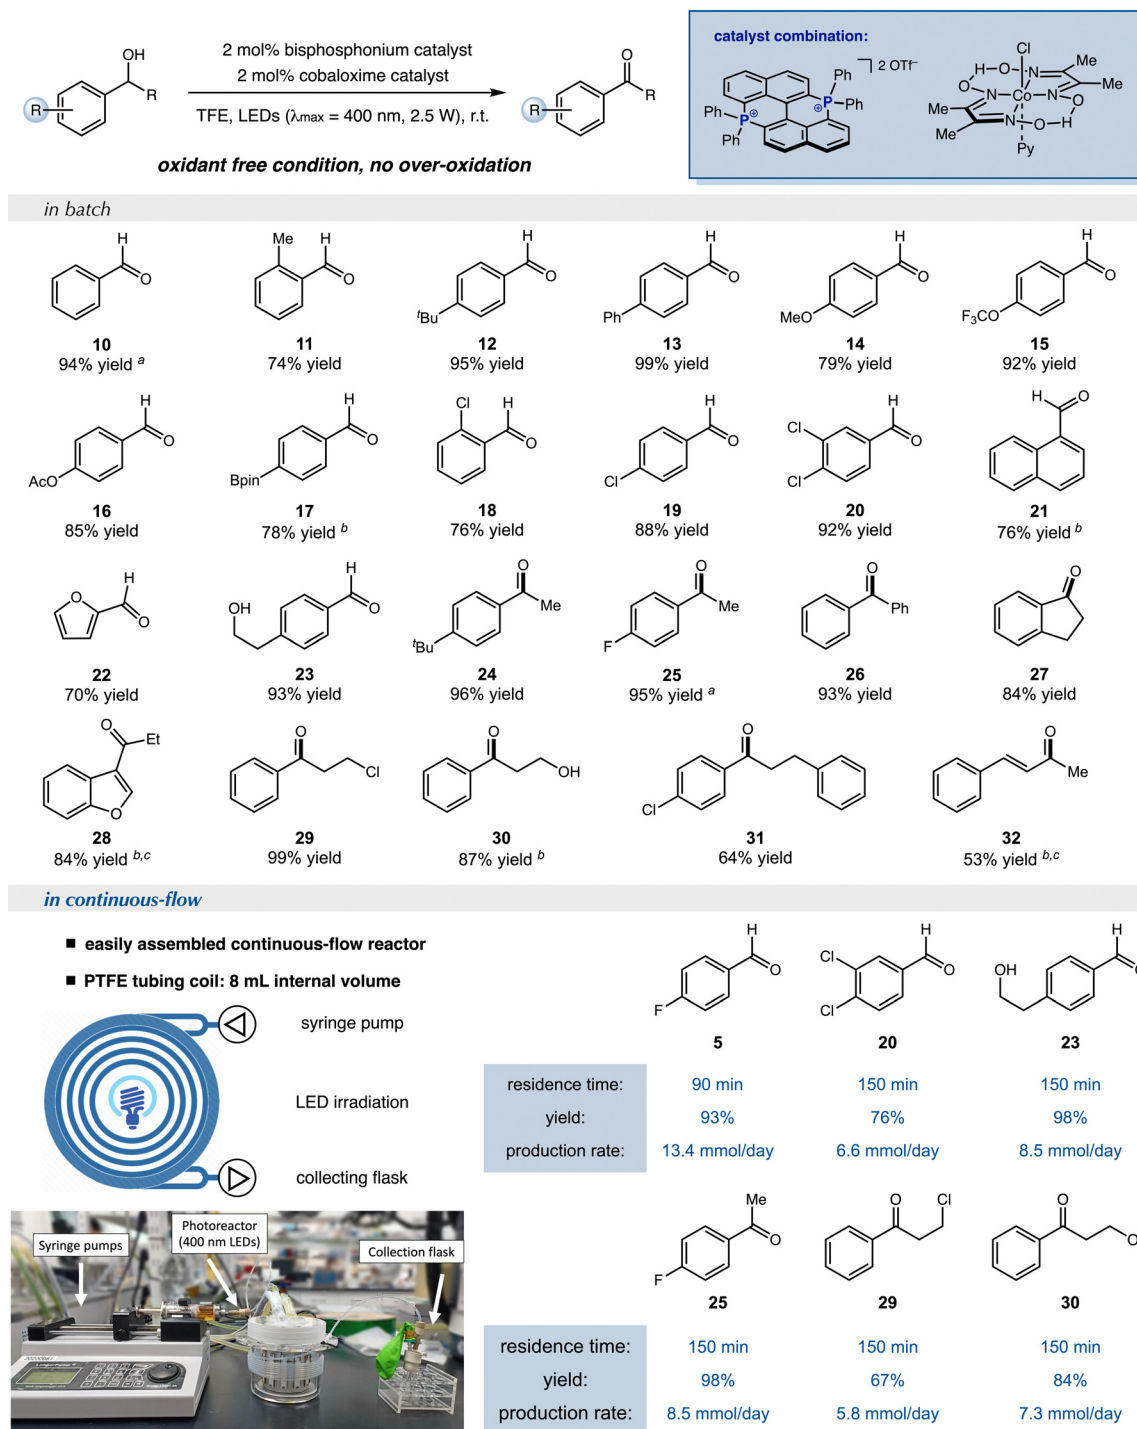 OH
R
R
2 mol% bisphosphonium catalyst
2 mol% cobaloxime catalyst
TFE, LEDs (λmax = 400 nm, 2.5 W), r.t.
O
R
R
oxidant free condition, no over-oxidation
catalyst combination:
2 OTf–
Ph
Ph
P
⊕
P
⊕
Ph
Ph
Cl
H
O
N
Me
O
N
Me
Co
Me
N
N
O
Me
O
H
Py
in batch
H
O
10
94% yield a
Me
H
O
11
74% yield
H
O
tBu
12
95% yield
H
O
Ph
13
99% yield
H
O
MeO
14
79% yield
H
O
F3CO
15
92% yield
H
O
AcO
16
85% yield
H
O
Bpin
17
78% yield b
Cl
H
O
18
76% yield
H
O
Cl
19
88% yield
H
O
Cl
Cl
20
92% yield
H
O
21
76% yield b
H
O
O
22
70% yield
OH
H
O
23
93% yield
O
Me
tBu
24
96% yield
O
Me
F
25
95% yield a
O
Ph
26
93% yield
O
27
84% yield
O
Et
O
28
84% yield b,c
O
Cl
29
99% yield
O
OH
30
87% yield b
O
Cl
31
64% yield
O
Me
32
53% yield b,c
in continuous-flow
■ easily assembled continuous-flow reactor
■ PTFE tubing coil: 8 mL internal volume
syringe pump
LED irradiation
collecting flask
Syringe pumps
Photoreactor
(400 nm LEDs)
Collection flask
H
O
F
5
H
O
Cl
Cl
20
OH
H
O
23
residence time: 90 min 150 min 150 min
yield: 93% 76% 98%
production rate: 13.4 mmol/day 6.6 mmol/day 8.5 mmol/day
Me
O
F
25
O
Cl
29
O
O
30
residence time: 150 min 150 min 150 min
yield: 98% 67% 84%
production rate: 8.5 mmol/day 5.8 mmol/day 7.3 mmol/day